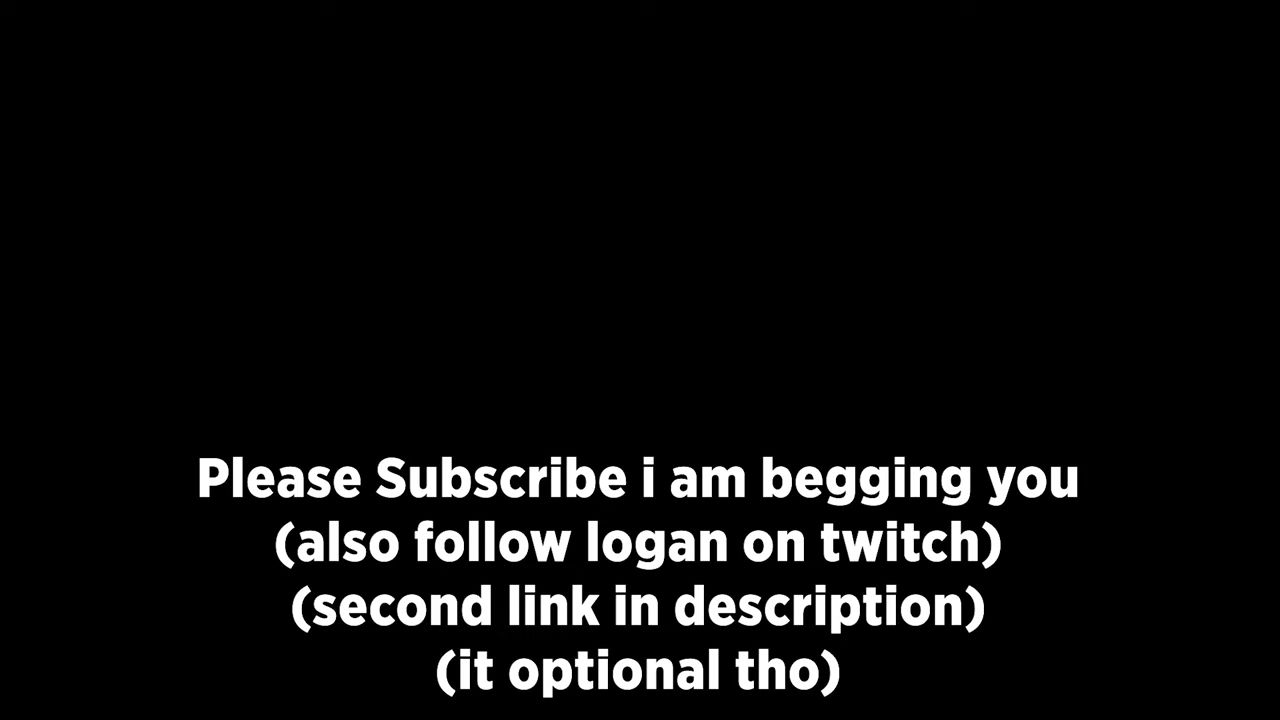 Please Subscribe i am begging you
(also follow logan on twitch)
(second link in description)
(it optional tho)